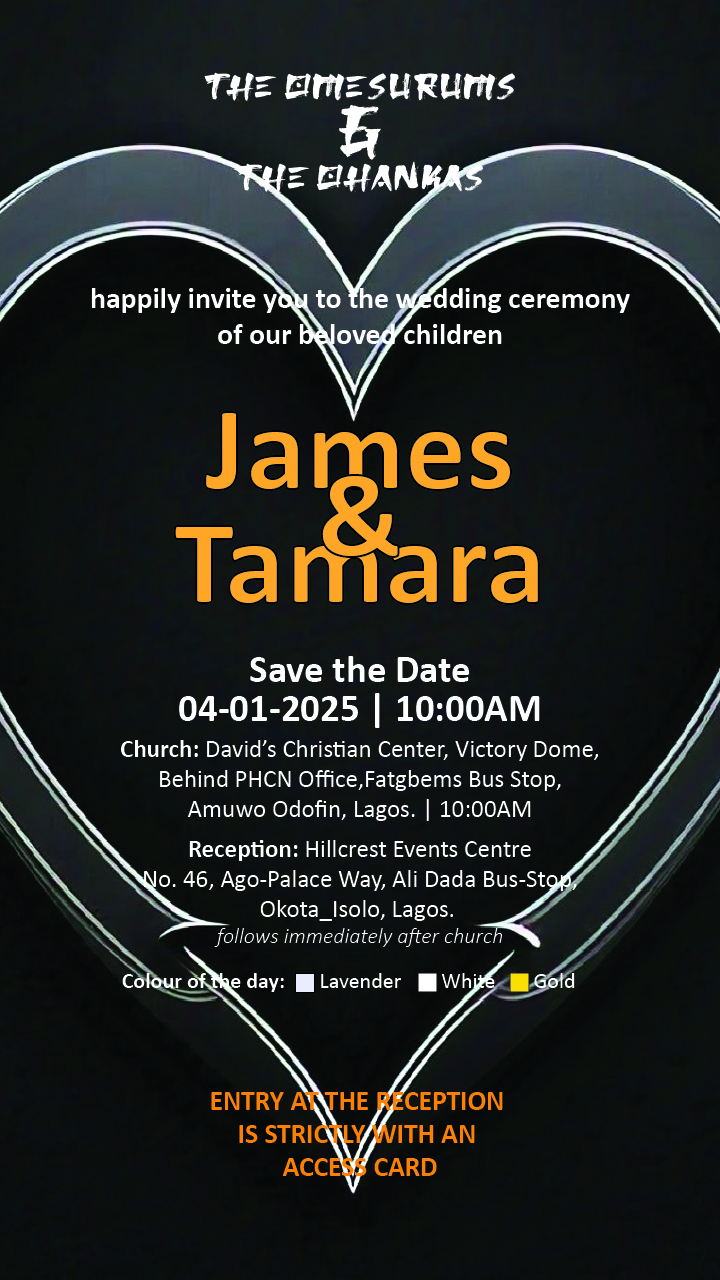 THE OMESURUMS
&
THE OHANKAS
happily invite you to the wedding ceremony
of our beloved children
James
&
Tamara
Save the Date
04-01-2025 | 10:00AM
Church: David’s Christian Center, Victory Dome,
Behind PHCN Office,Fatgbems Bus Stop,
Amuwo Odofin, Lagos. | 10:00AM
Reception: Hillcrest Events Centre
No. 46, Ago-Palace Way, Ali Dada Bus-Stop,
Okota_Isolo, Lagos.
follows immediately after church
Colour of the day: Lavender White Gold
ENTRY AT THE RECEPTION
IS STRICTLY WITH AN
ACCESS CARD